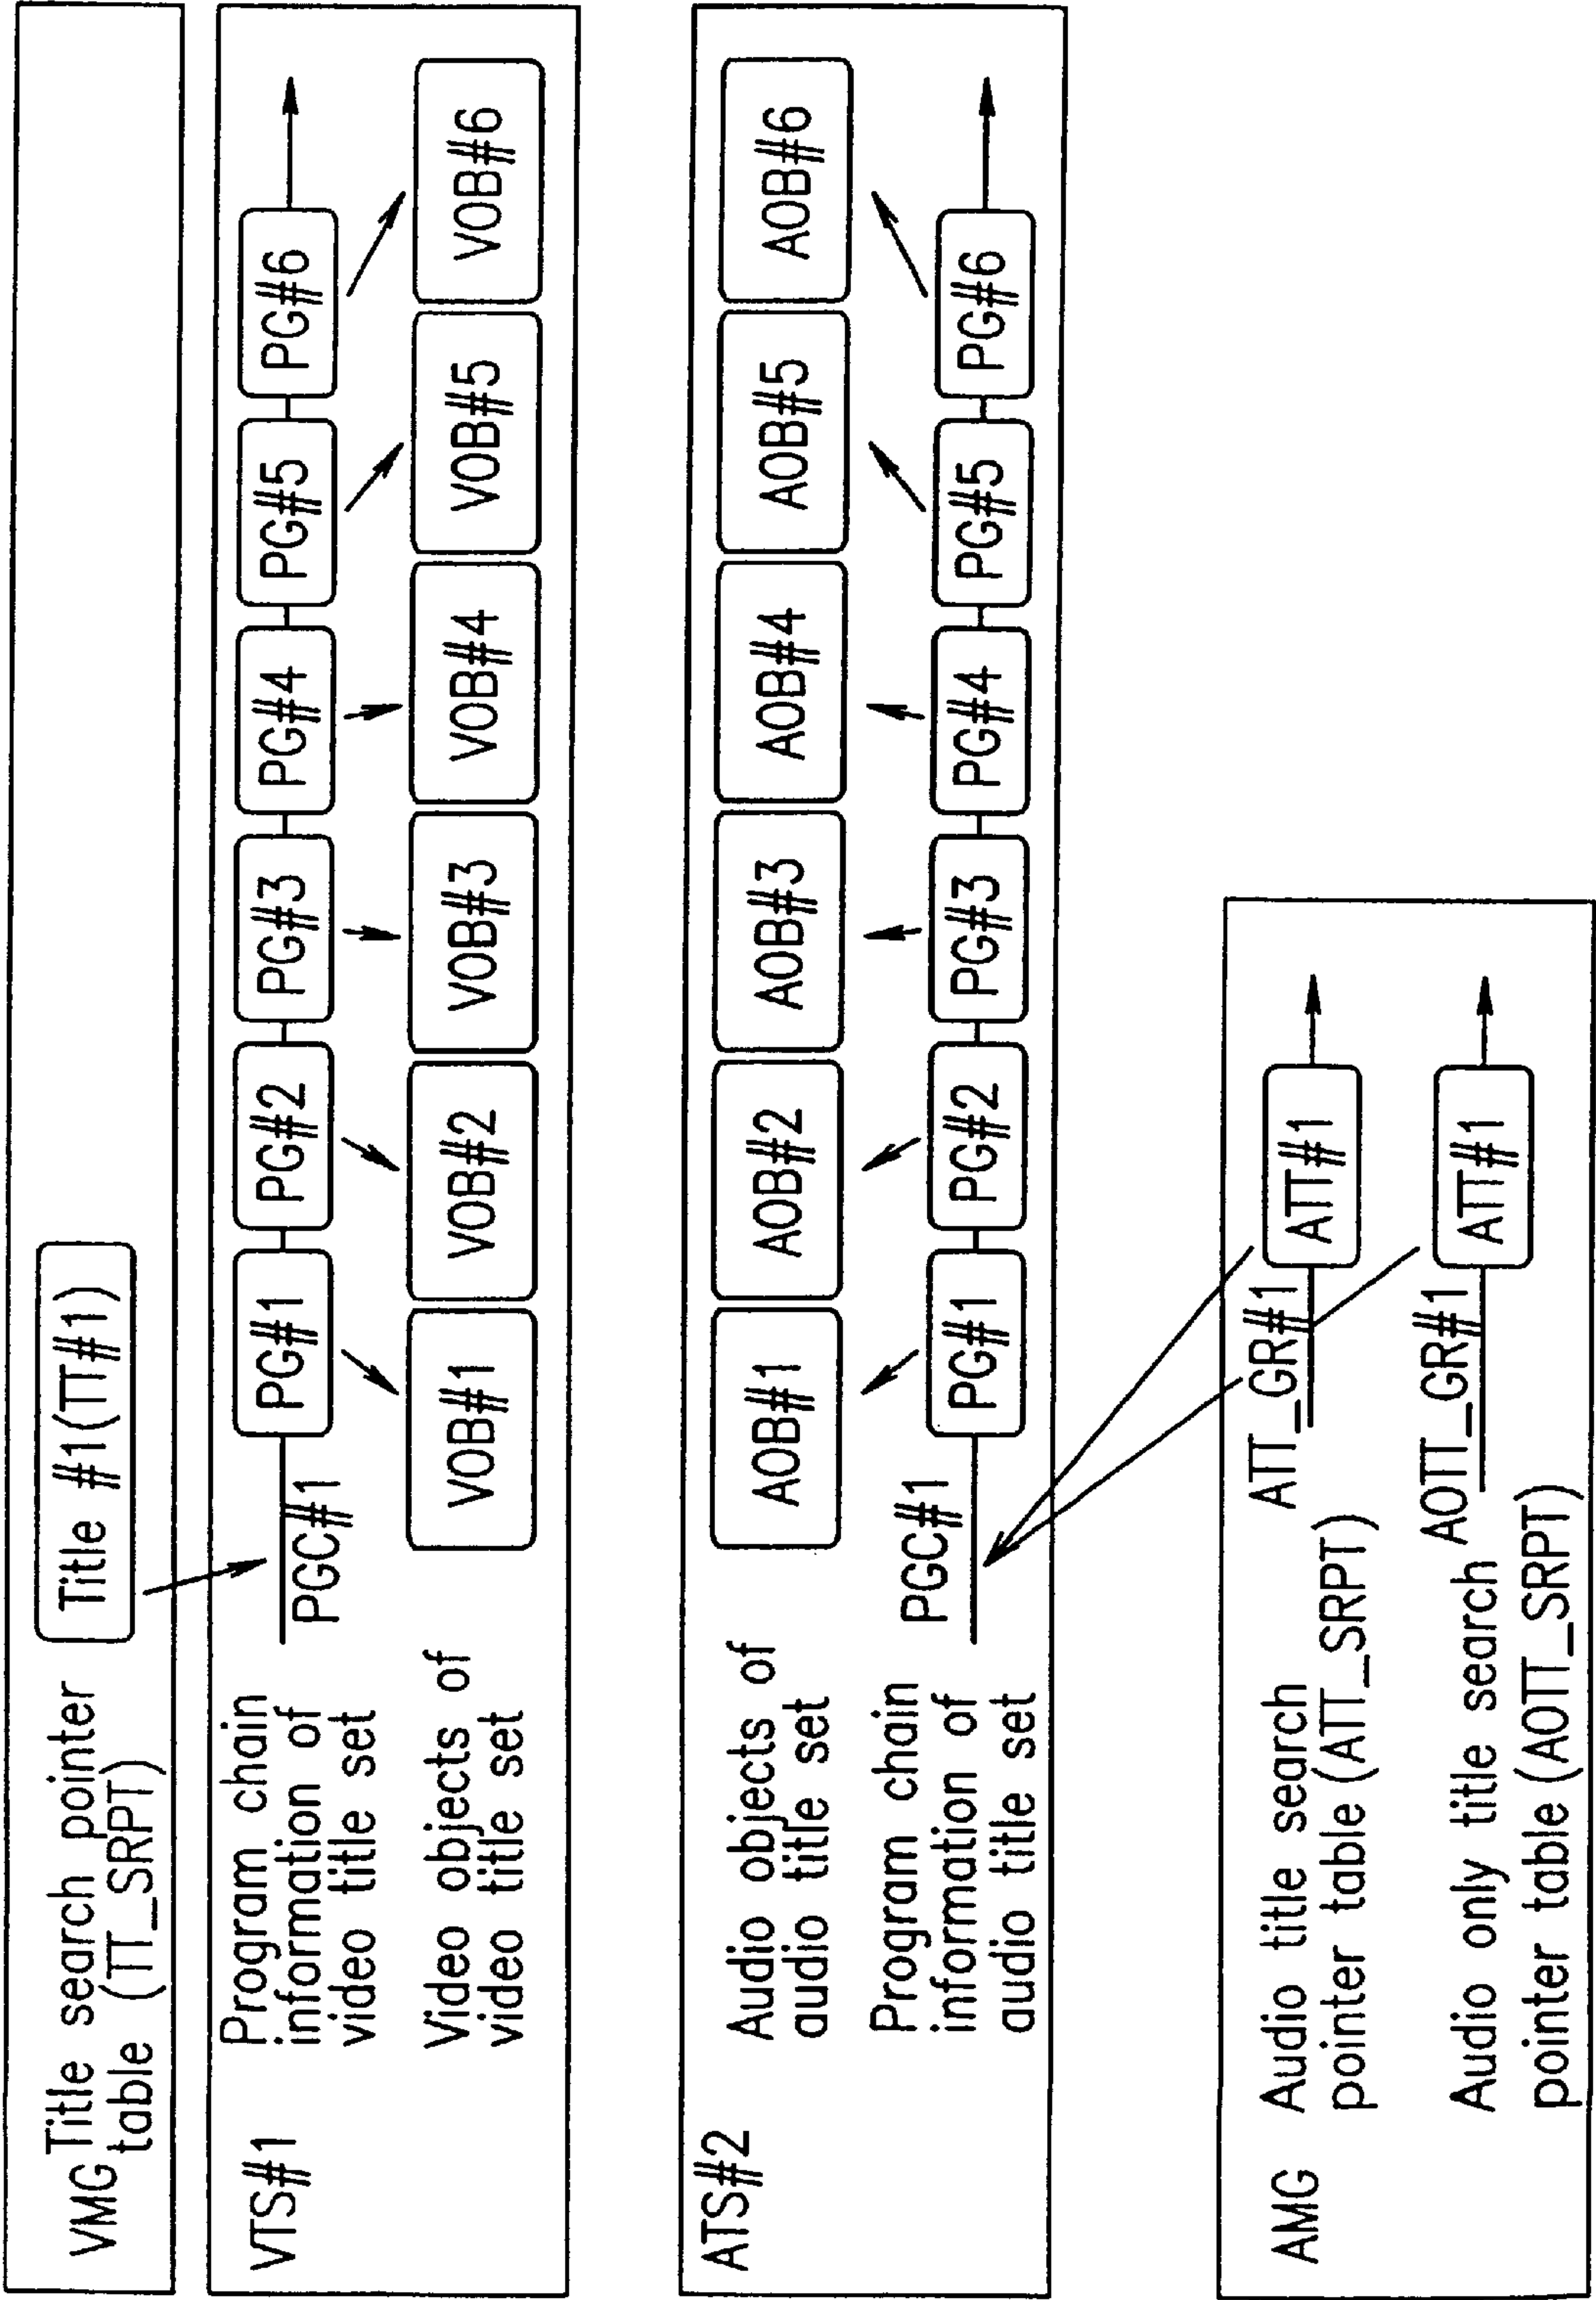 VMG
Title search pointer
table (TT_SRPT)
Title #1(TT#1)
VTS#1
Program chain
information of
video title set
PGC#1
PG#1
PG#2
PG#3
PG#4
PG#5
PG#6
Video objects of
video title set
VOB#1
VOB#2
VOB#3
VOB#4
VOB#5
VOB#6
ATS#2
Audio objects of
audio title set
AOB#1
AOB#2
AOB#3
AOB#4
AOB#5
AOB#6
Program chain
information of
audio title set
PGC#1
PG#1
PG#2
PG#3
PG#4
PG#5
PG#6
AMG
Audio title search
pointer table (ATT_SRPT)
ATT_GR#1
ATT#1
Audio only title search
pointer table (AOTT_SRPT)
AOTT_GR#1
ATT#1